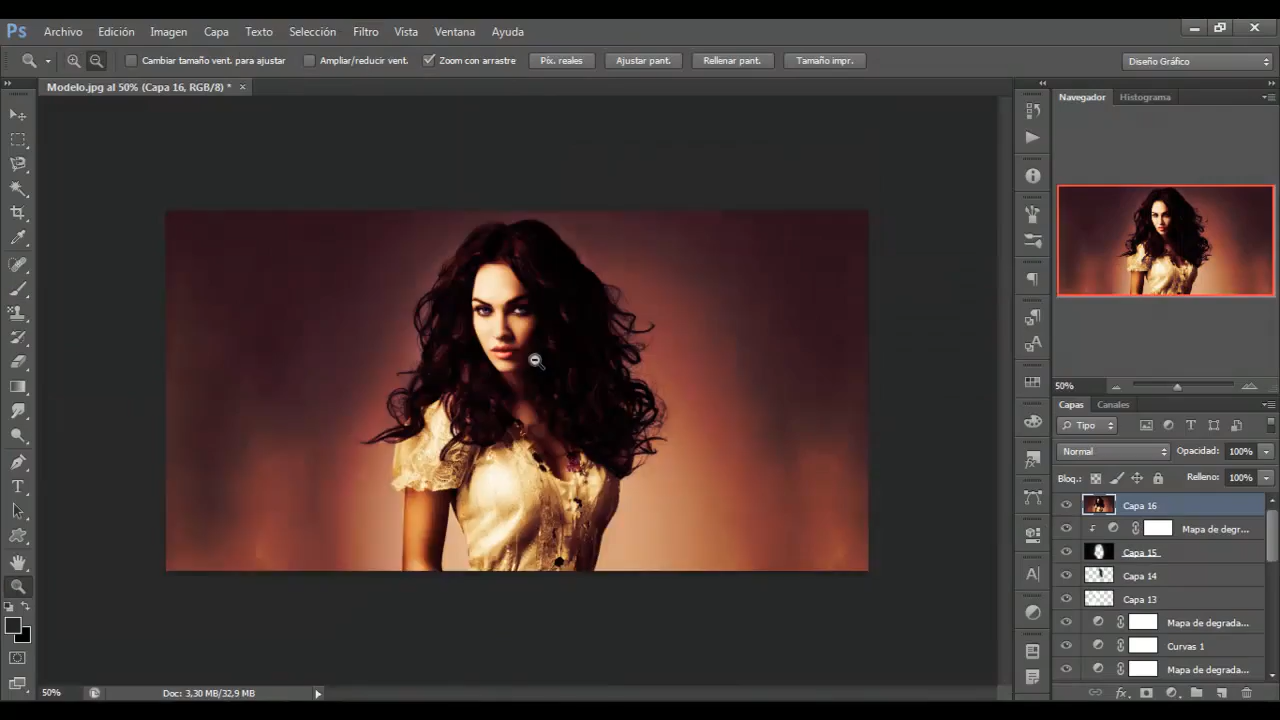 Ps Archivo Edición Imagen Capa Texto Selección Filtro Vista Ventana Ayuda
Cambiar tamaño vent. para ajustar Ampliar/reducir vent. Zoom con arrastre Píx. reales Ajustar pant. Rellenar pant. Tamaño impr. Diseño Gráfico
Modelo.jpg al 50% (Capa 16, RGB/8) *
Navegador Histograma
50%
Capas Canales
Tipo
Normal Opacidad: 100%
Bloq.: Relleno: 100%
Capa 16
Mapa de degr...
Capa 15
Capa 14
Capa 13
Mapa de degrada...
Curvas 1
Mapa de degrada...
50% Doc: 3,30 MB/32,9 MB